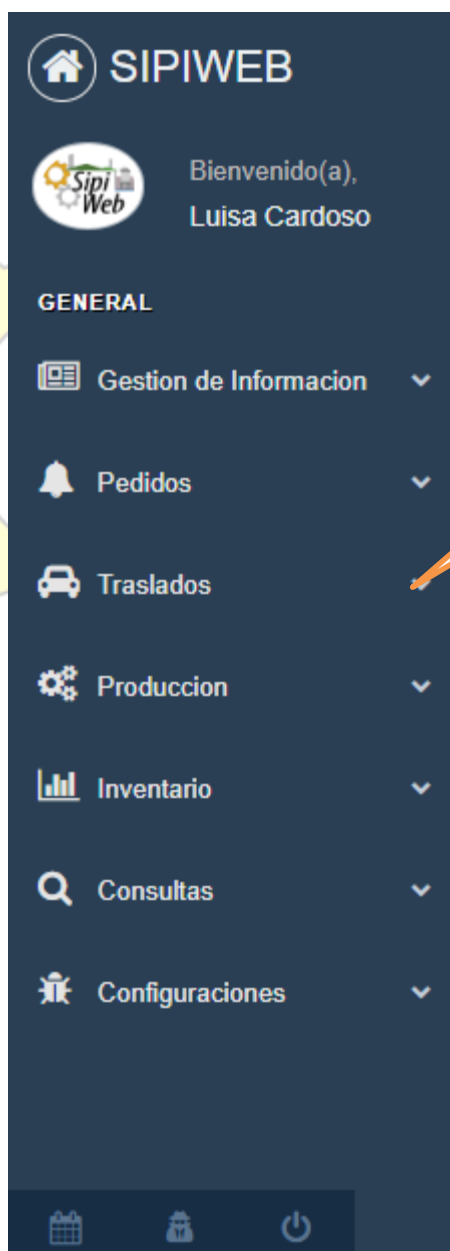 SIPIWEB
Sipi
Web
Bienvenido(a),
Luisa Cardoso
GENERAL
Gestion de Informacion
Pedidos
Traslados
Produccion
Inventario
Consultas
Configuraciones